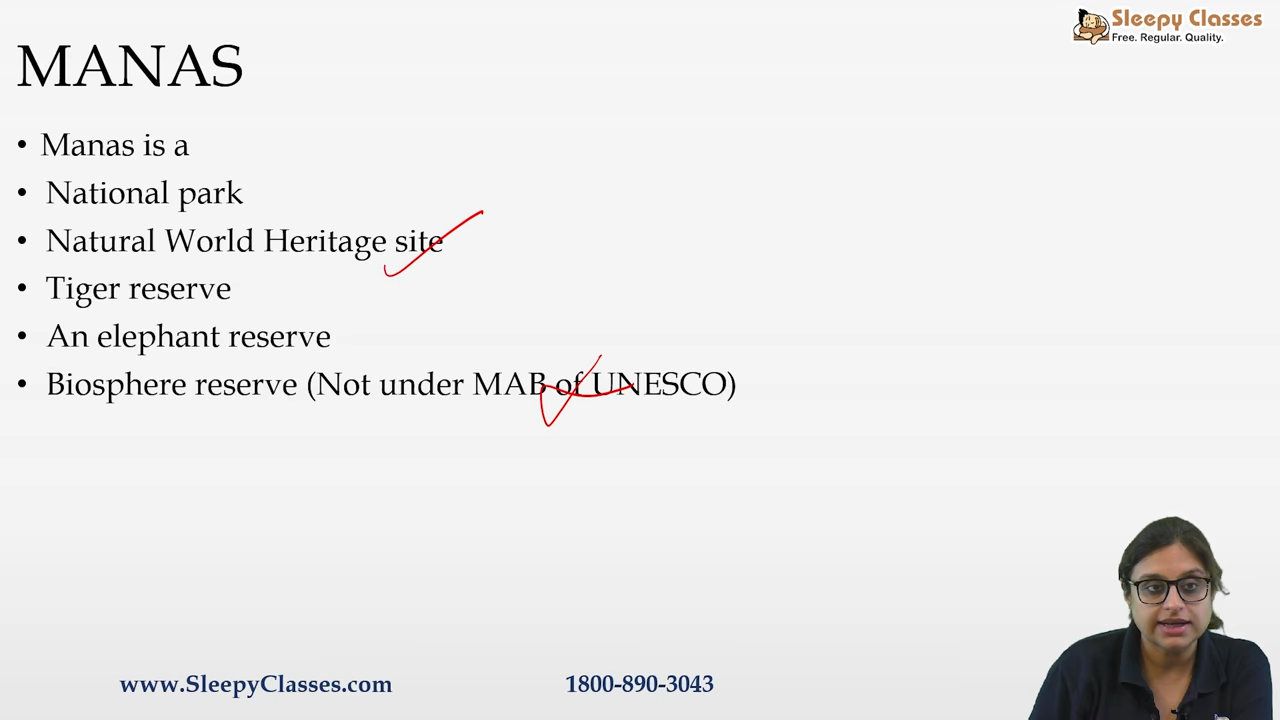 Sleepy Classes
Free. Regular. Quality.
MANAS
• Manas is a
• National park
• Natural World Heritage site
• Tiger reserve
• An elephant reserve
• Biosphere reserve (Not under MAB of UNESCO)
www.SleepyClasses.com
1800-890-3043